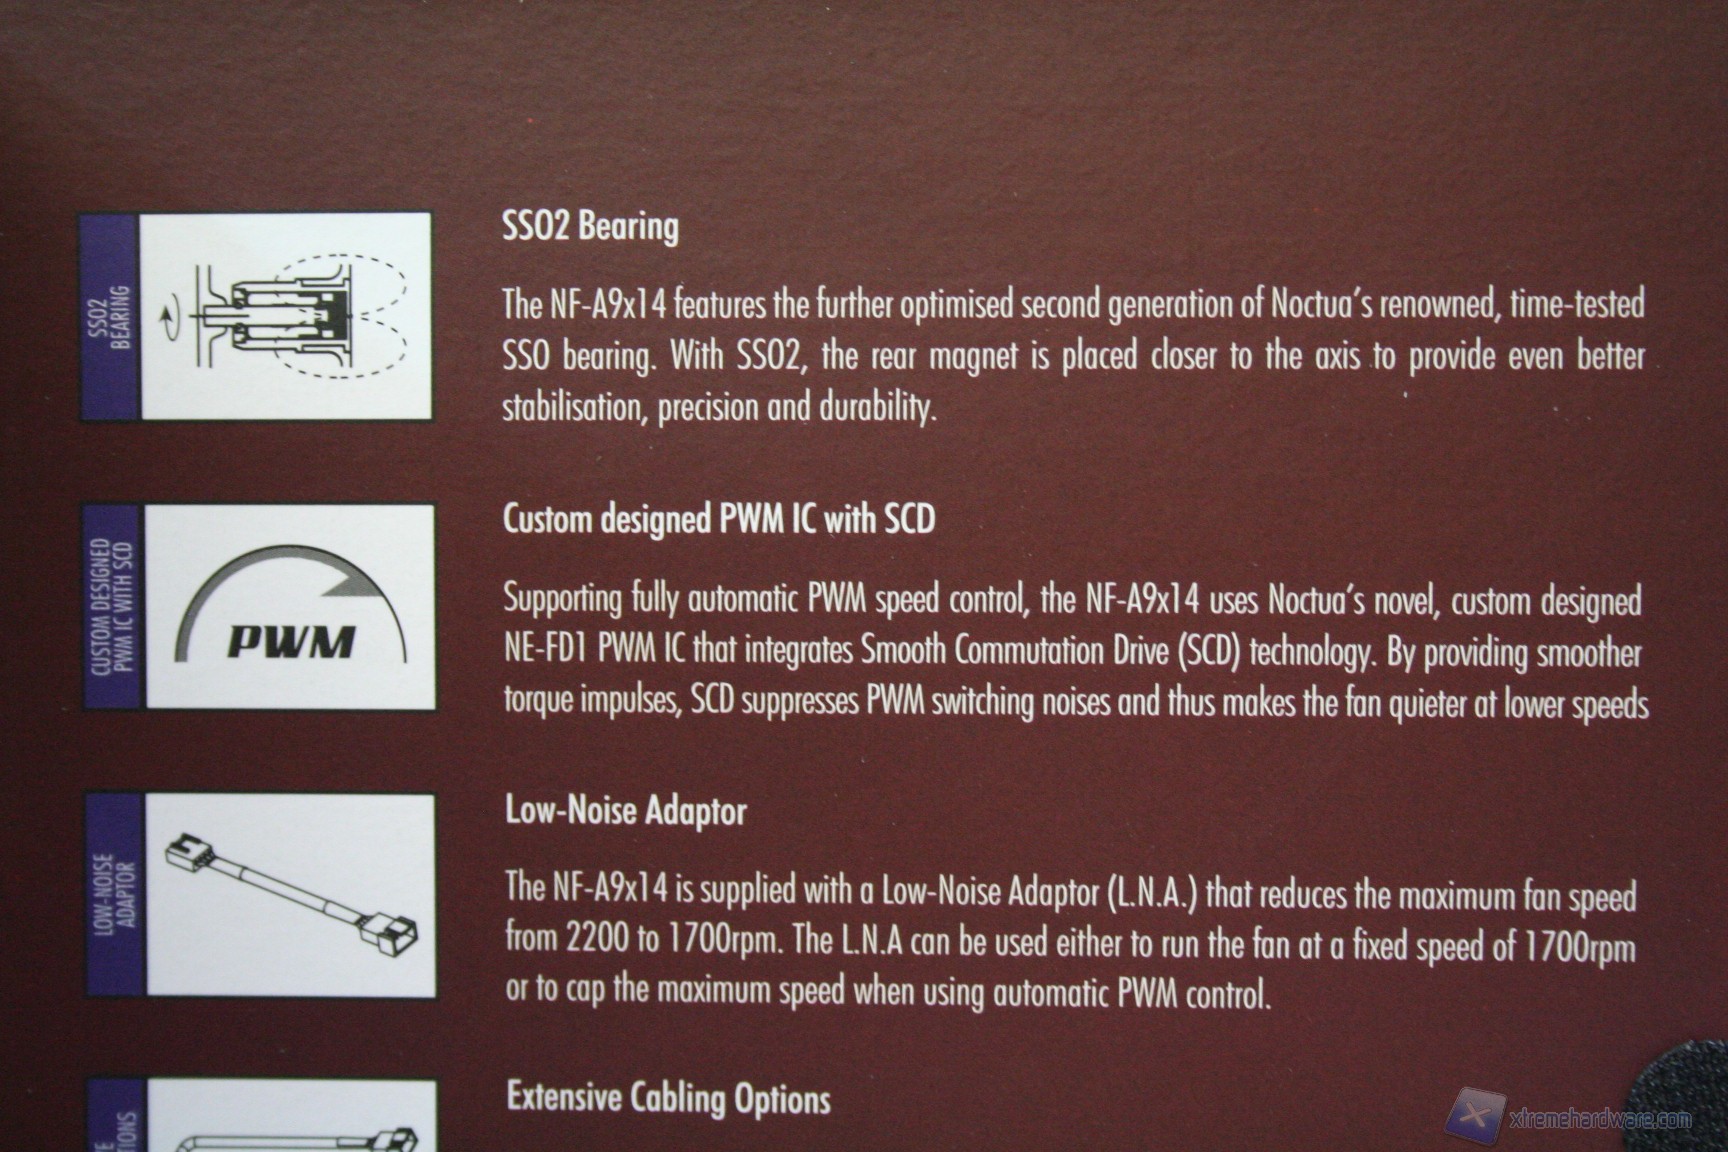 SSO2
BEARING
SSO2 Bearing
The NF-A9x14 features the further optimised second generation of Noctua's renowned, time-tested
SSO bearing. With SSO2, the rear magnet is placed closer to the axis to provide even better
stabilisation, precision and durability.
CUSTOM DESIGNED
PWM IC WITH SCD
PWM
Custom designed PWM IC with SCD
Supporting fully automatic PWM speed control, the NF-A9x14 uses Noctua's novel, custom designed
NE-FD1 PWM IC that integrates Smooth Commutation Drive (SCD) technology. By providing smoother
torque impulses, SCD suppresses PWM switching noises and thus makes the fan quieter at lower speeds
LOW-NOISE
ADAPTOR
Low-Noise Adaptor
The NF-A9x14 is supplied with a Low-Noise Adaptor (L.N.A.) that reduces the maximum fan speed
from 2200 to 1700rpm. The L.N.A can be used either to run the fan at a fixed speed of 1700rpm
or to cap the maximum speed when using automatic PWM control.
Extensive Cabling Options
xtremehardware.com